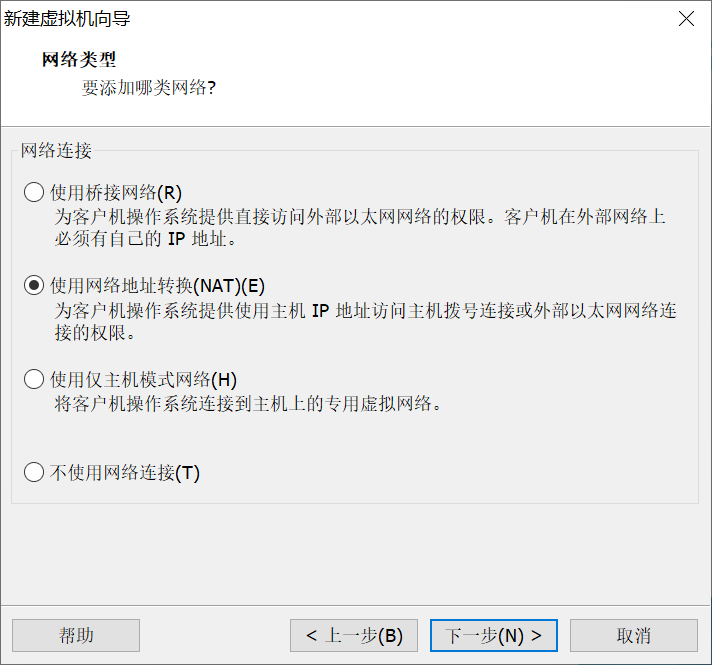 新建虚拟机向导
网络类型
要添加哪类网络?
网络连接
使用桥接网络(R)
为客户机操作系统提供直接访问外部以太网网络的权限。客户机在外部网络上
必须有自己的 IP 地址。
使用网络地址转换(NAT)(E)
为客户机操作系统提供使用主机 IP 地址访问主机拨号连接或外部以太网网络连
接的权限。
使用仅主机模式网络(H)
将客户机操作系统连接到主机上的专用虚拟网络。
不使用网络连接(T)
帮助
< 上一步(B)
下一步(N) >
取消